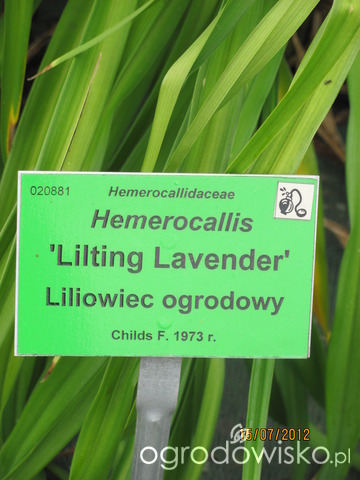 020881
Hemerocallidaceae
Hemerocallis
'Lilting Lavender'
Liliowiec ogrodowy
Childs F. 1973 r.
15/07/2012
ogrodowisko.pl